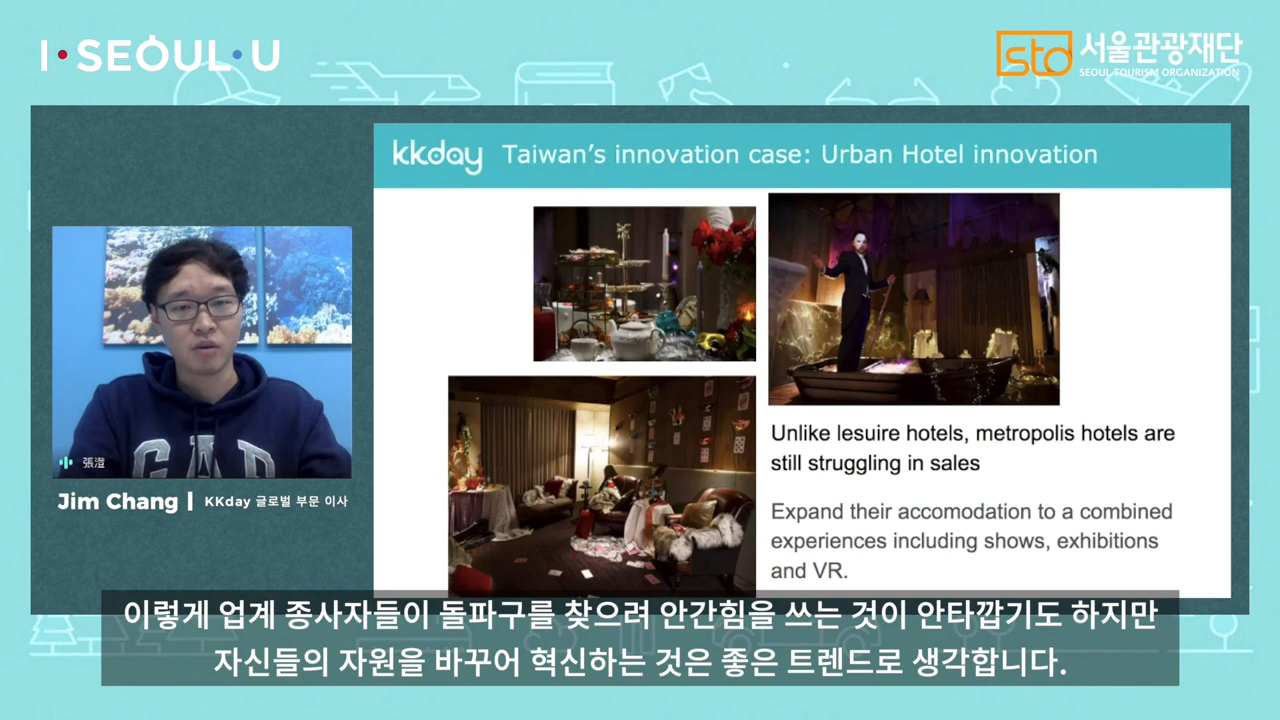 I·SEOUL·U
sto 서울관광재단
SEOUL TOURISM ORGANIZATION
kkday Taiwan’s innovation case: Urban Hotel innovation
Unlike lesuire hotels, metropolis hotels are
still struggling in sales
Expand their accomodation to a combined
experiences including shows, exhibitions
and VR.
GAP
張澄
Jim Chang | KKday 글로벌 부문 이사
이렇게 업계 종사자들이 돌파구를 찾으려 안간힘을 쓰는 것이 안타깝기도 하지만
자신들의 자원을 바꾸어 혁신하는 것은 좋은 트렌드로 생각합니다.